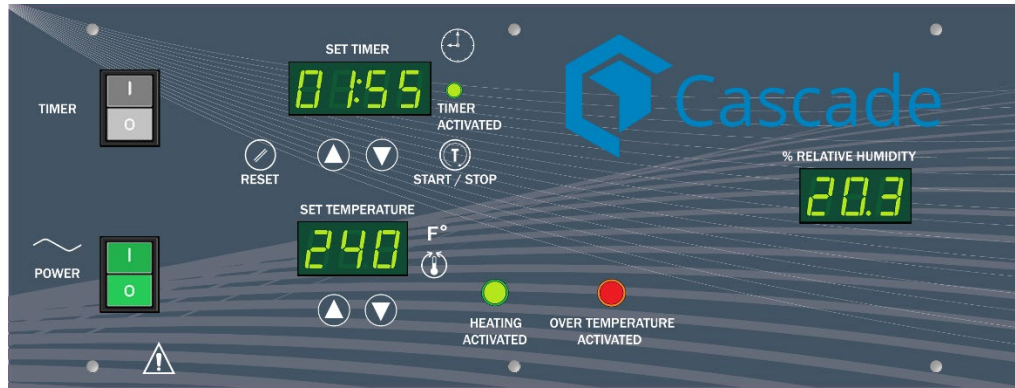 SET TIMER
01:55
TIMER
TIMER
ACTIVATED
Cascade
RESET
START / STOP
% RELATIVE HUMIDITY
20.3
SET TEMPERATURE
240
F°
POWER
HEATING
ACTIVATED
OVER TEMPERATURE
ACTIVATED
I
O
T
I
O